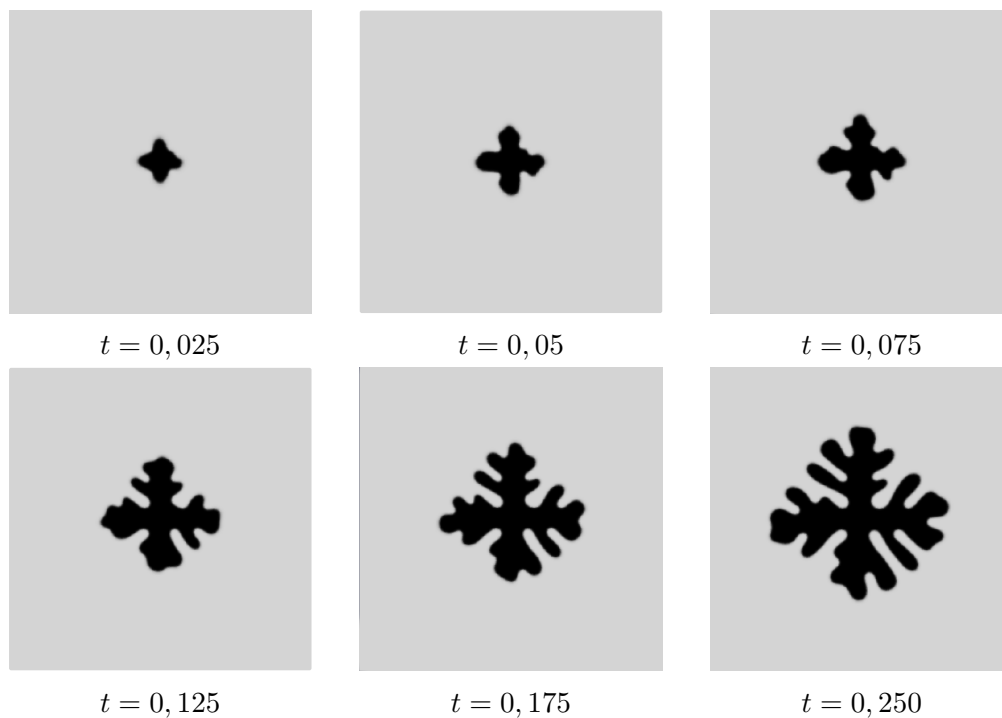 t = 0, 025
t = 0, 05
t = 0, 075
t = 0, 125
t = 0, 175
t = 0, 250